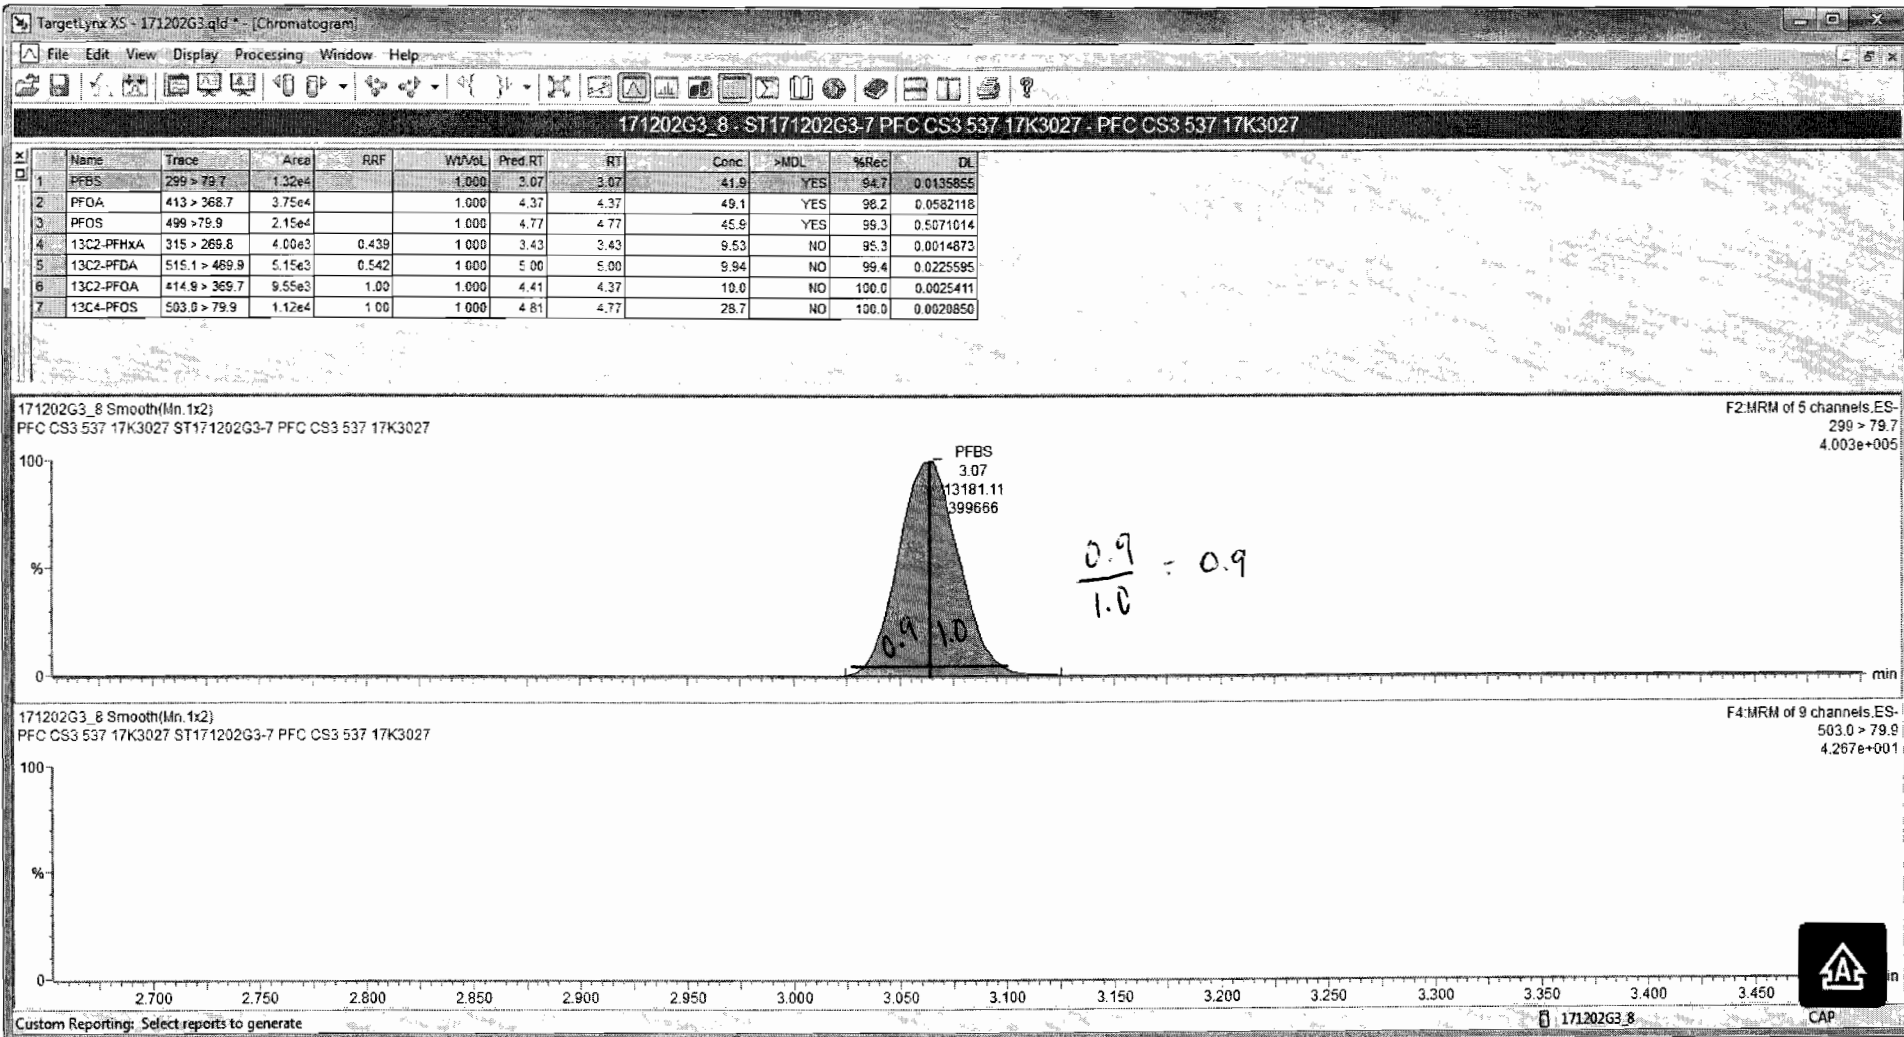 TargetLynx XS - 171202G3.qld * - [Chromatogram]
File Edit View Display Processing Window Help
171202G3_8 - ST171202G3-7 PFC CS3 537 17K3027 - PFC CS3 537 17K3027
Name Trace Area RRF Wt/Vol. Pred.RT RT Conc. >MDL %Rec DL
1 PFBS 299 > 79.7 1.32e4 1.000 3.07 3.07 41.9 YES 94.7 0.0135855
2 PFOA 413 > 368.7 3.75e4 1.000 4.37 4.37 49.1 YES 98.2 0.0582118
3 PFOS 499 >79.9 2.15e4 1.000 4.77 4.77 45.9 YES 99.3 0.5071014
4 13C2-PFHxA 315 > 269.8 4.00e3 0.439 1.000 3.43 3.43 9.53 NO 95.3 0.0014873
5 13C2-PFDA 515.1 > 469.9 5.15e3 0.542 1.000 5.00 5.00 9.94 NO 99.4 0.0225595
6 13C2-PFOA 414.9 > 369.7 9.55e3 1.00 1.000 4.41 4.37 10.0 NO 100.0 0.0025411
7 13C4-PFOS 503.0 > 79.9 1.12e4 1.00 1.000 4.81 4.77 28.7 NO 100.0 0.0020850
171202G3_8 Smooth(Mn,1x2)
PFC CS3 537 17K3027 ST171202G3-7 PFC CS3 537 17K3027
F2:MRM of 5 channels,ES-
299 > 79.7
4.003e+005
100
%
0
PFBS
3.07
13181.11
399666
0.9 1.0
0.9
1.0
= 0.9
min
171202G3_8 Smooth(Mn,1x2)
PFC CS3 537 17K3027 ST171202G3-7 PFC CS3 537 17K3027
F4:MRM of 9 channels,ES-
503.0 > 79.9
4.267e+001
100
%
0
2.700 2.750 2.800 2.850 2.900 2.950 3.000 3.050 3.100 3.150 3.200 3.250 3.300 3.350 3.400 3.450
Custom Reporting: Select reports to generate
171202G3_8
CAP